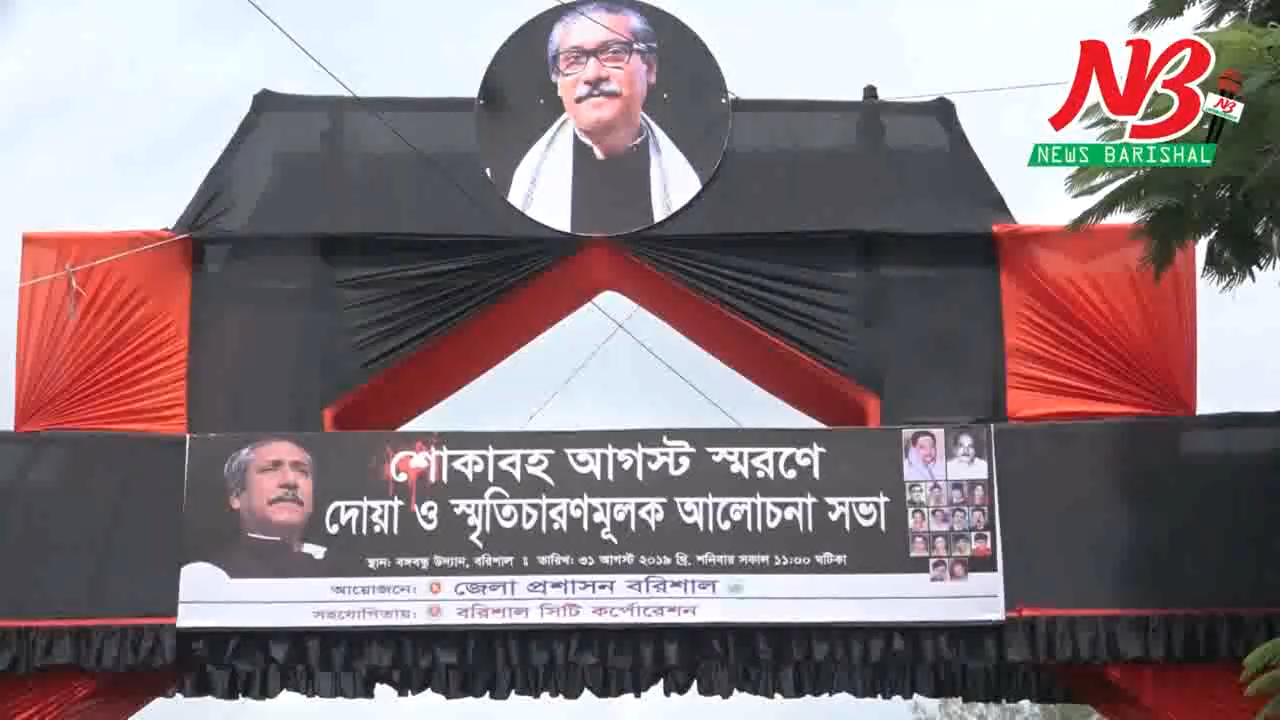 NB
NB
NEWS BARISHAL
শোকাবহ আগস্ট স্মরণে
দোয়া ও স্মৃতিচারণমূলক আলোচনা সভা
স্থান: বঙ্গবন্ধু উদ্যান, বরিশাল ঃ তারিখ: ৩১ আগস্ট ২০১৯ খ্রি. শনিবার সকাল ১১:০০ ঘটিকা
আয়োজনে: জেলা প্রশাসন বরিশাল
সহযোগিতায়: বরিশাল সিটি কর্পোরেশন